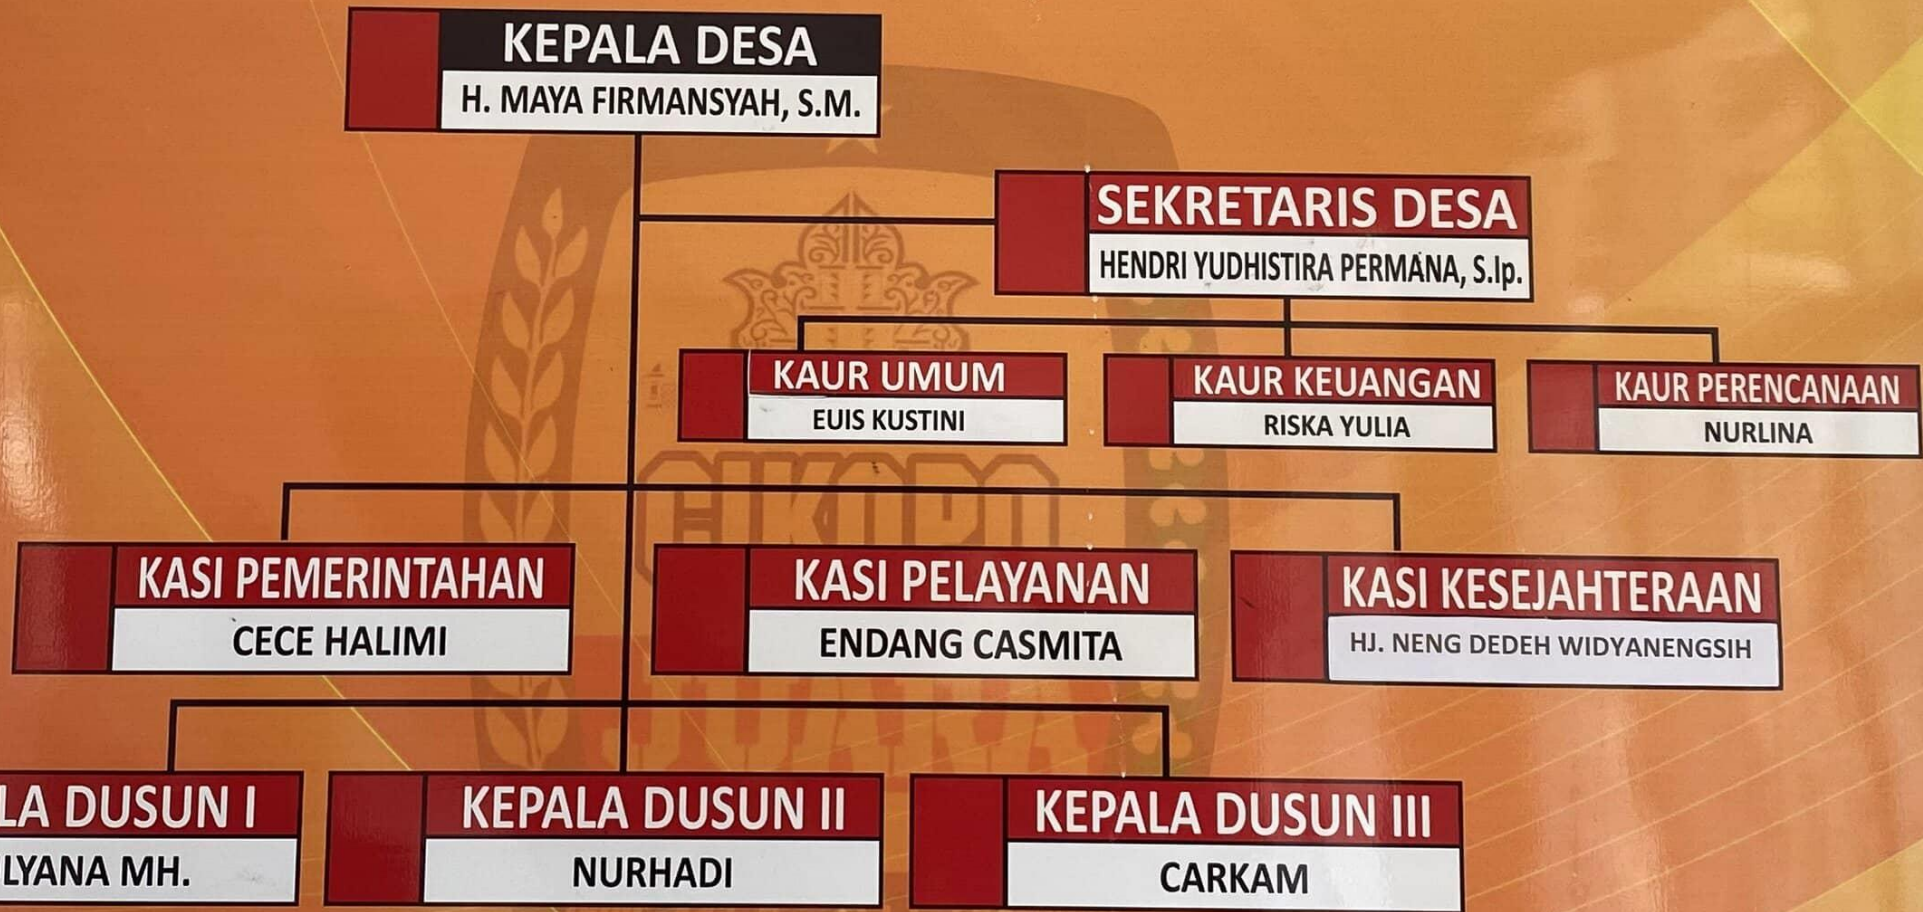 KEPALA DESA
H. MAYA FIRMANSYAH, S.M.
SEKRETARIS DESA
HENDRI YUDHISTIRA PERMANA, S.Ip.
KAUR UMUM
EUIS KUSTINI
KAUR KEUANGAN
RISKA YULIA
KAUR PERENCANAAN
NURLINA
CIKOPO
KASI PEMERINTAHAN
CECE HALIMI
KASI PELAYANAN
ENDANG CASMITA
KASI KESEJAHTERAAN
HJ. NENG DEDEH WIDYANENGSIH
JUARA
LA DUSUN I
LYANA MH.
KEPALA DUSUN II
NURHADI
KEPALA DUSUN III
CARKAM